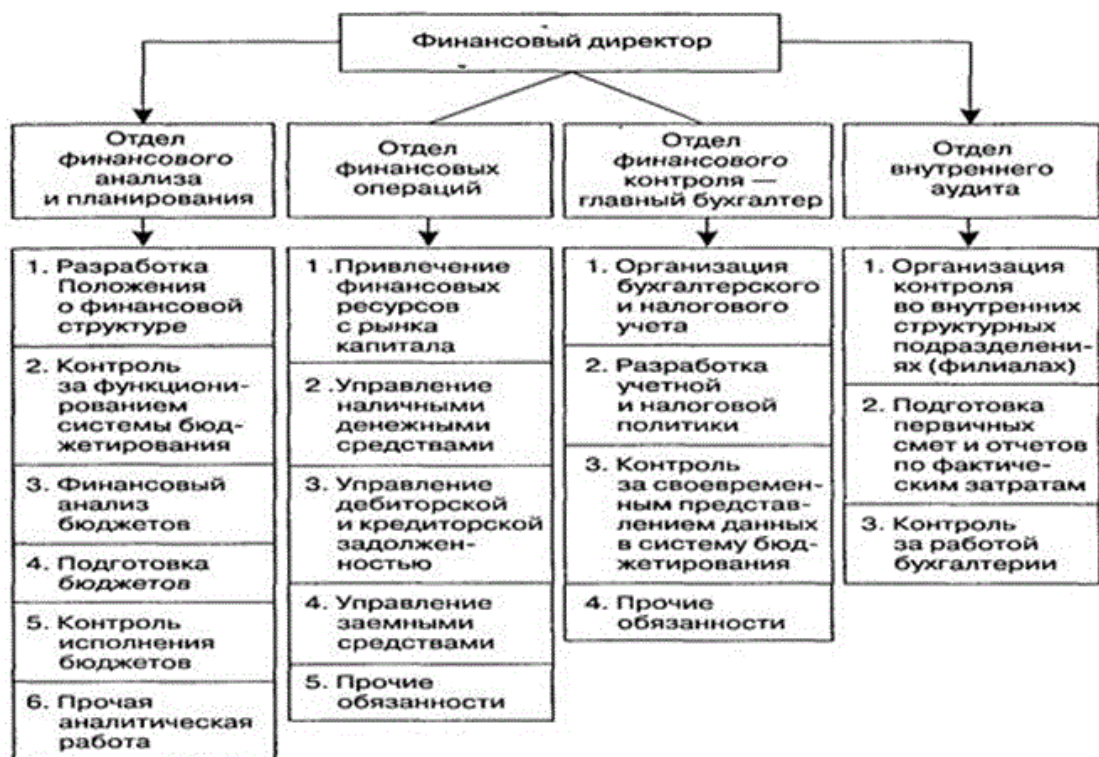 Финансовый директор
Отдел
финансового
анализа
и планирования
Отдел
финансовых
операций
Отдел
финансового
контроля —
главный бухгалтер
Отдел
внутреннего
аудита
1. Разработка
Положения
о финансовой
структуре
2. Контроль
за функциони-
рованием
системы бюд-
жетирования
3. Финансовый
анализ
бюджетов
4. Подготовка
бюджетов
5. Контроль
исполнения
бюджетов
6. Прочая
аналитическая
работа
1 .Привлечение
финансовых
ресурсов
с рынка
капитала
2 .Управление
наличными
денежными
средствами
3. Управление
дебиторской
и кредиторской
задолжен-
ностью
4. Управление
заемными
средствами
5. Прочие
обязанности
1. Организация
бухгалтерского
и налогового
учета
2. Разработка
учетной
и налоговой
политики
3. Контроль
за своевремен-
ным представ-
лением данных
в систему бюд-
жетирования
4. Прочие
обязанности
1. Организация
контроля
во внутренних
структурных
подразделени-
ях (филиалах)
2. Подготовка
первичных
смет и отчетов
по фактиче-
ским затратам
3. Контроль
за работой
бухгалтерии